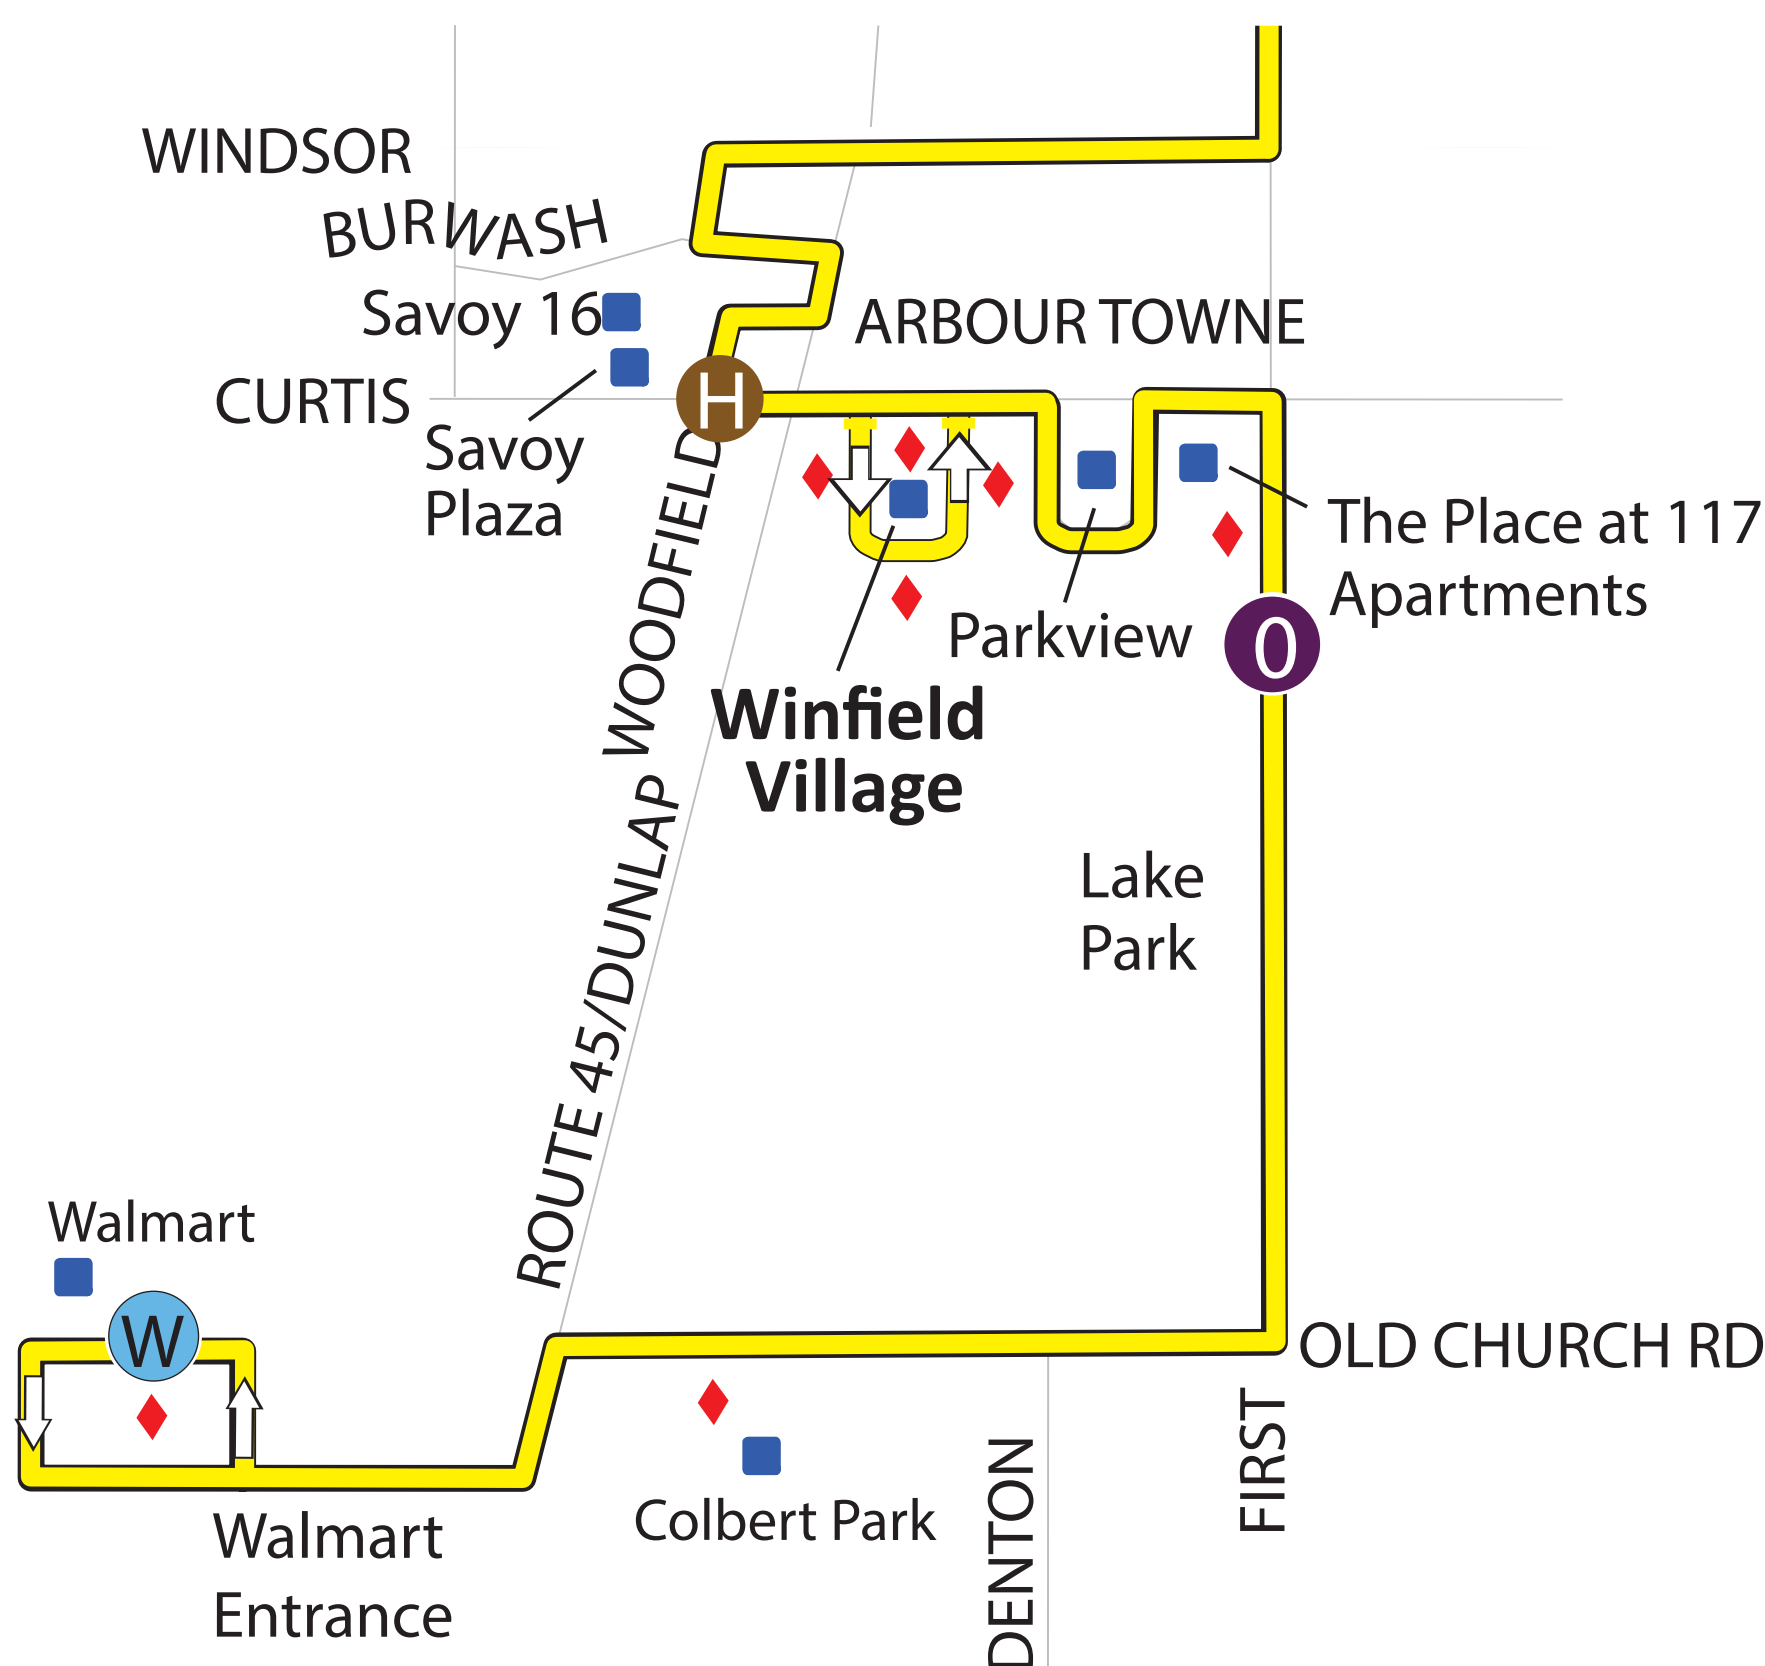 WINDSOR
BURWASH
Savoy 16
ARBOUR TOWNE
CURTIS
H
Savoy
Plaza
WOODFIELD
The Place at 117
Apartments
Parkview
O
Winfield
Village
ROUTE 45/DUNLAP
Lake
Park
Walmart
W
OLD CHURCH RD
FIRST
DENTON
Colbert Park
Walmart
Entrance